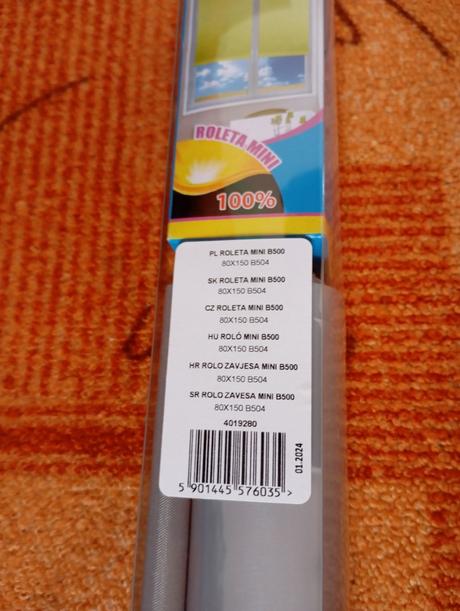 ROLETA MINI
100%
PL ROLETA MINI B500
80X150 B504
SK ROLETA MINI B500
80X150 B504
CZ ROLETA MINI B500
80X150 B504
HU ROLÓ MINI B500
80X150 B504
HR ROLO ZAVJESA MINI B500
80X150 B504
SR ROLO ZAVESA MINI B500
80X150 B504
4019280
01.2024
5 901445 576035 >